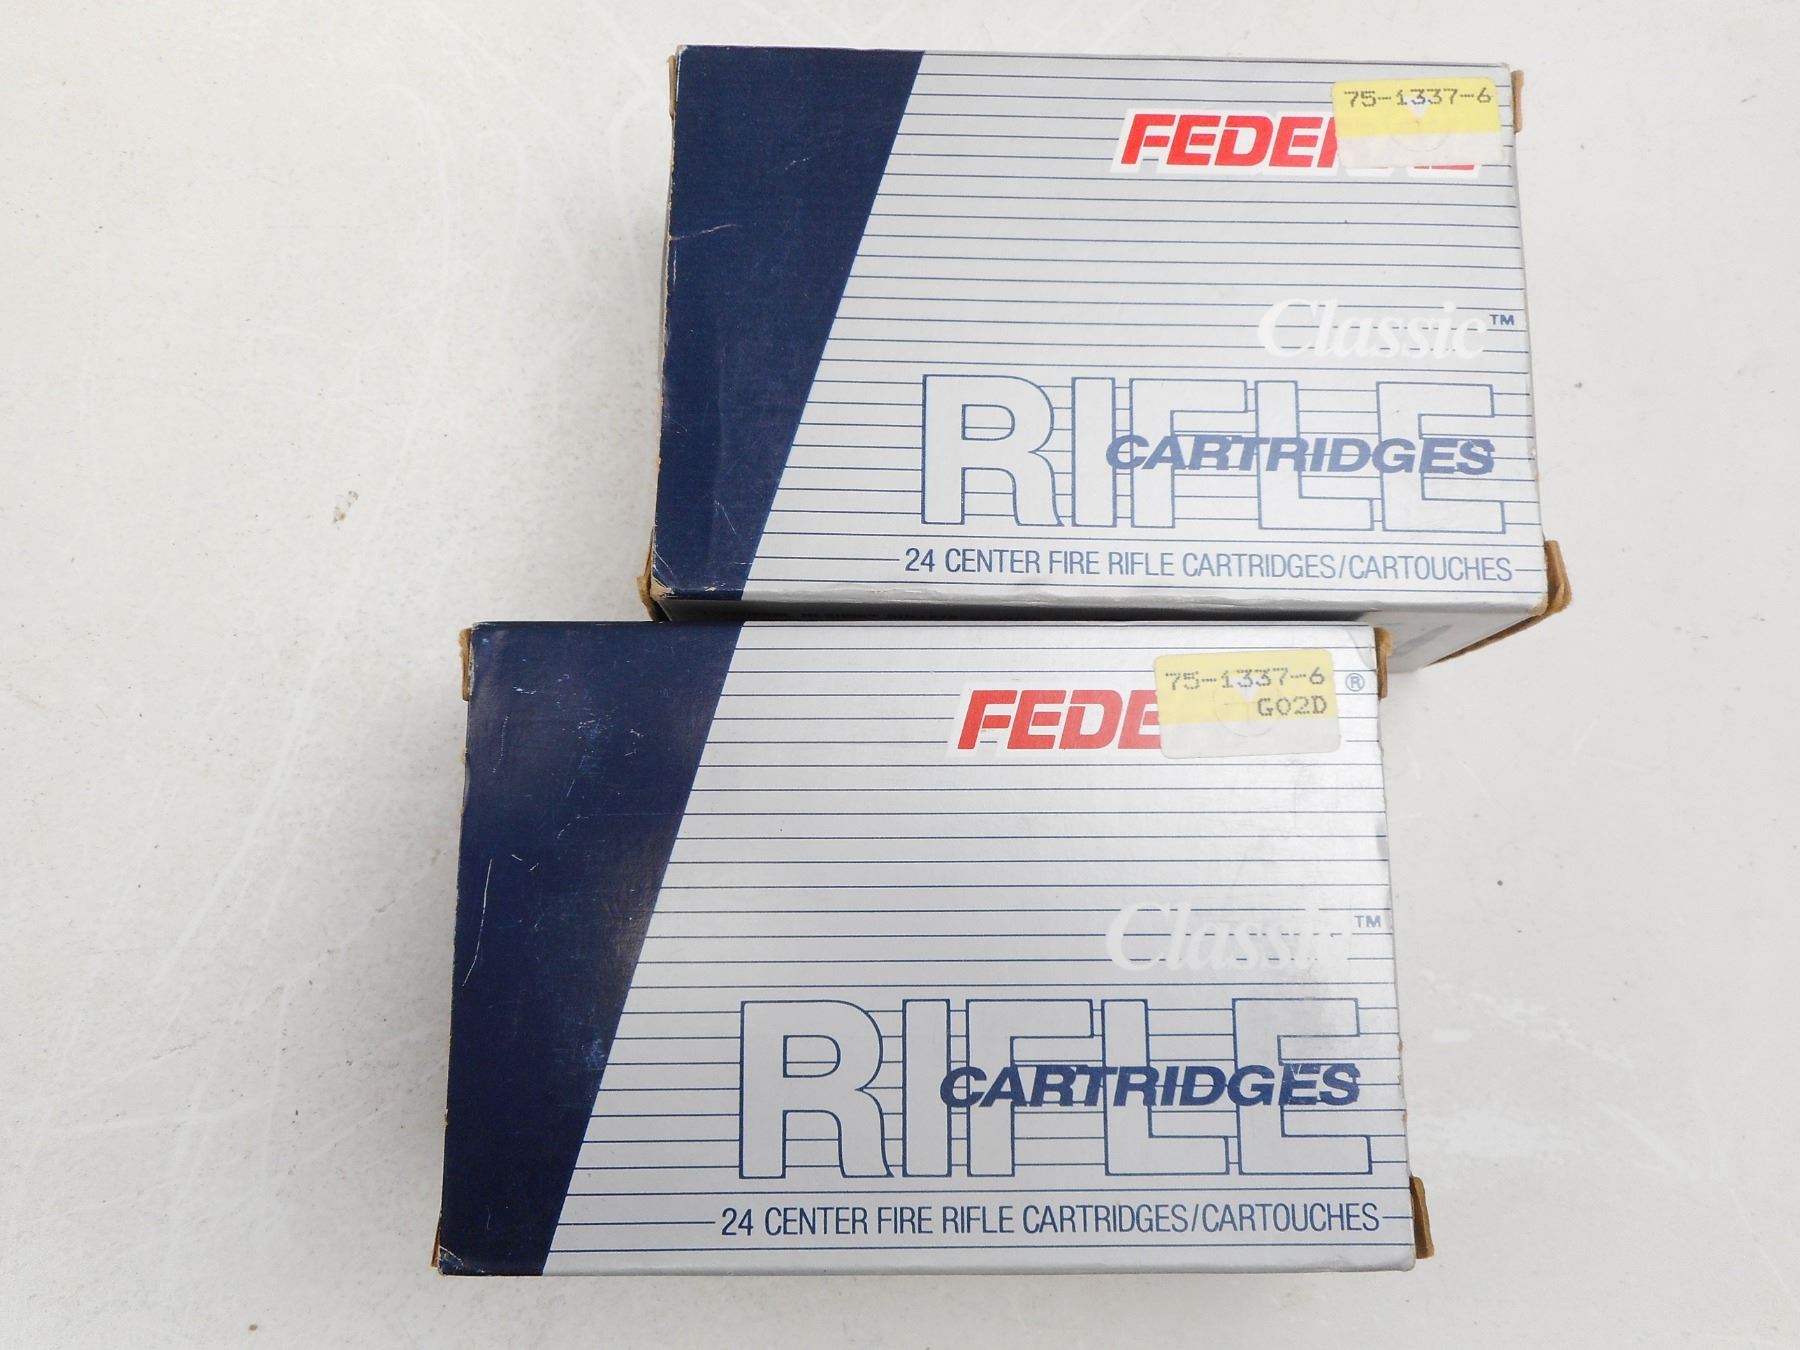 75-1337-6
FEDERAL
Classic™
RIFLE
CARTRIDGES
24 CENTER FIRE RIFLE CARTRIDGES/CARTOUCHES
75-1337-6
G02D
FEDE ®
Classic™
RIFLE
CARTRIDGES
24 CENTER FIRE RIFLE CARTRIDGES/CARTOUCHES